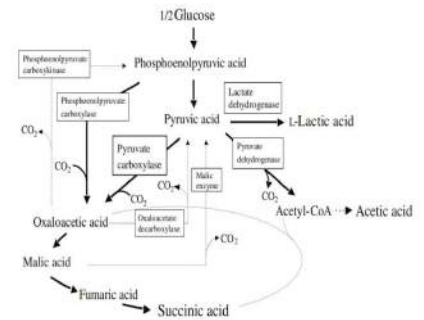 1/2 Glucose
Phosphoenolpyruvate
carboxykinase
Phosphoenolpyruvic acid
Phosphoenolpyruvate
carboxylase
Lactate
dehydrogenase
Pyruvic acid
L-Lactic acid
CO2
Pyruvate
carboxylase
Pyruvate
dehydrogenase
CO2
Malic
enzyme
CO2
CO2
CO2
Acetyl-CoA
Acetic acid
Oxaloacetic acid
Oxaloacetate
decarboxylase
CO2
Malic acid
Fumaric acid
Succinic acid